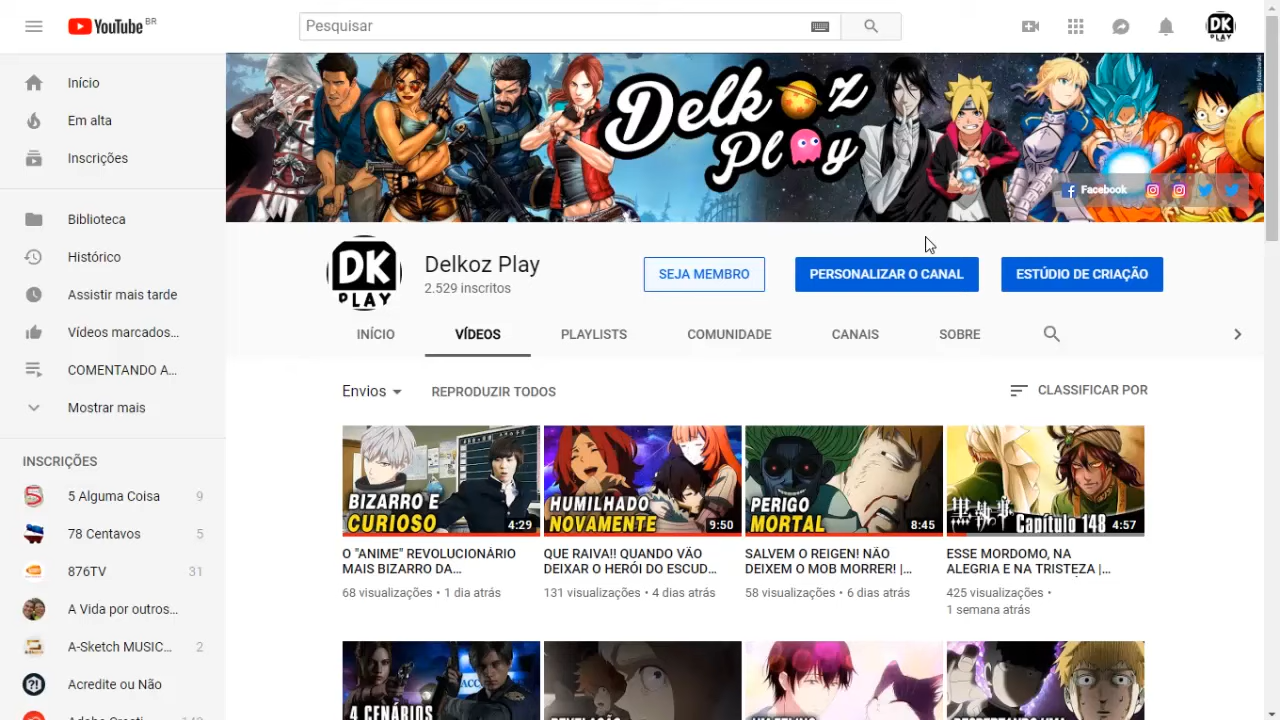 YouTube BR
Pesquisar
DK
PLAY
Início
Em alta
Inscrições
Biblioteca
Histórico
Assistir mais tarde
Vídeos marcados...
COMENTANDO A...
Mostrar mais
INSCRIÇÕES
5 Alguma Coisa 9
78 Centavos 5
876TV 31
A Vida por outros...
A-Sketch MUSIC... 2
Acredite ou Não
Delkoz
Play
Facebook
DK
PLAY
Delkoz Play
2.529 inscritos
SEJA MEMBRO
PERSONALIZAR O CANAL
ESTÚDIO DE CRIAÇÃO
INÍCIO
VÍDEOS
PLAYLISTS
COMUNIDADE
CANAIS
SOBRE
Envios
REPRODUZIR TODOS
CLASSIFICAR POR
BIZARRO E
CURIOSO
4:29
O "ANIME" REVOLUCIONÁRIO
MAIS BIZARRO DA...
68 visualizações • 1 dia atrás
HUMILHADO
NOVAMENTE
9:50
QUE RAIVA!! QUANDO VÃO
DEIXAR O HERÓI DO ESCUD...
131 visualizações • 4 dias atrás
PERIGO
MORTAL
8:45
SALVEM O REIGEN! NÃO
DEIXEM O MOB MORRER! |...
58 visualizações • 6 dias atrás
黒執事
Capítulo 148
4:57
ESSE MORDOMO, NA
ALEGRIA E NA TRISTEZA |...
425 visualizações •
1 semana atrás
4 CENÁRIOS